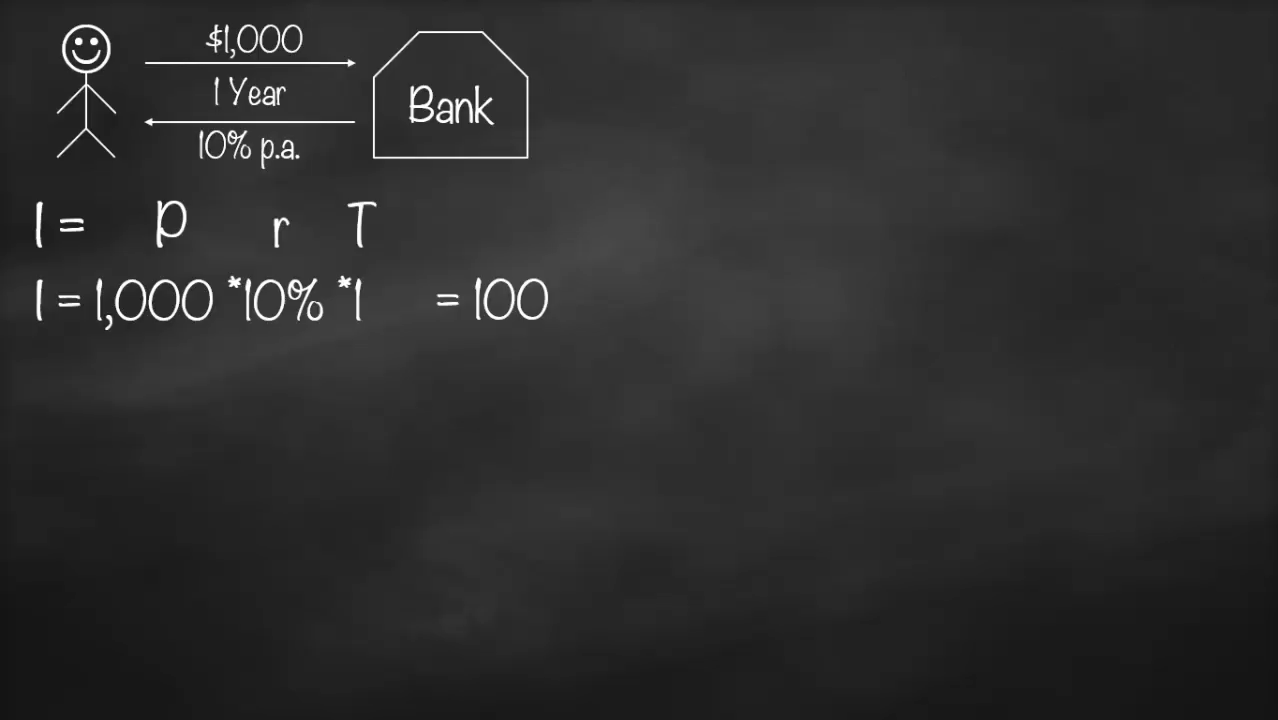 $1,000
1 Year
Bank
10% p.a.
I = P r T
I = 1,000 *10% *1 = 100